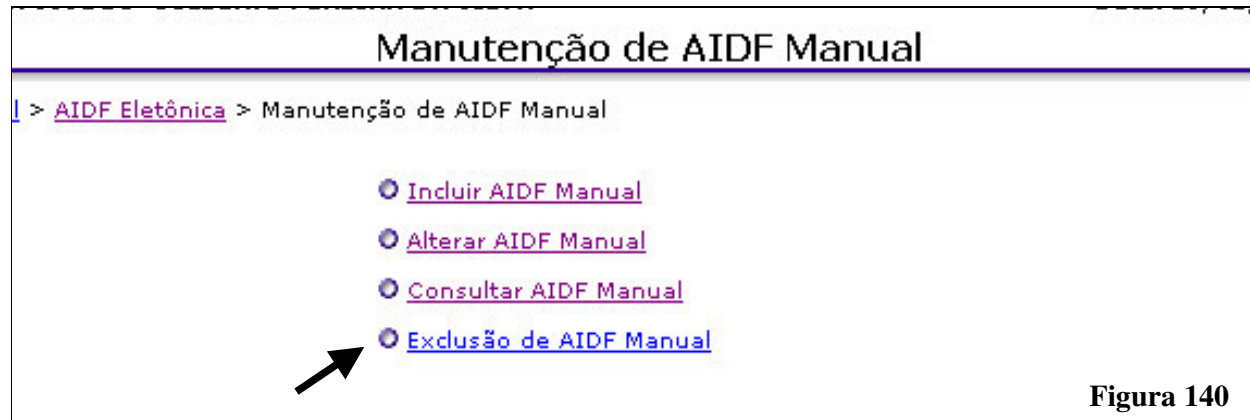 Manutenção de AIDF Manual
l > AIDF Eletônica > Manutenção de AIDF Manual
Incluir AIDF Manual
Alterar AIDF Manual
Consultar AIDF Manual
Exclusão de AIDF Manual
Figura 140